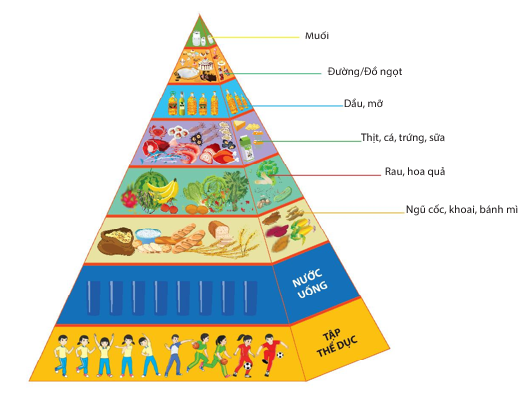 Muối
Đường/Đồ ngọt
Dầu, mỡ
Thịt, cá, trứng, sữa
Rau, hoa quả
Ngũ cốc, khoai, bánh mì
NƯỚC
UỐNG
TẬP
THỂ DỤC